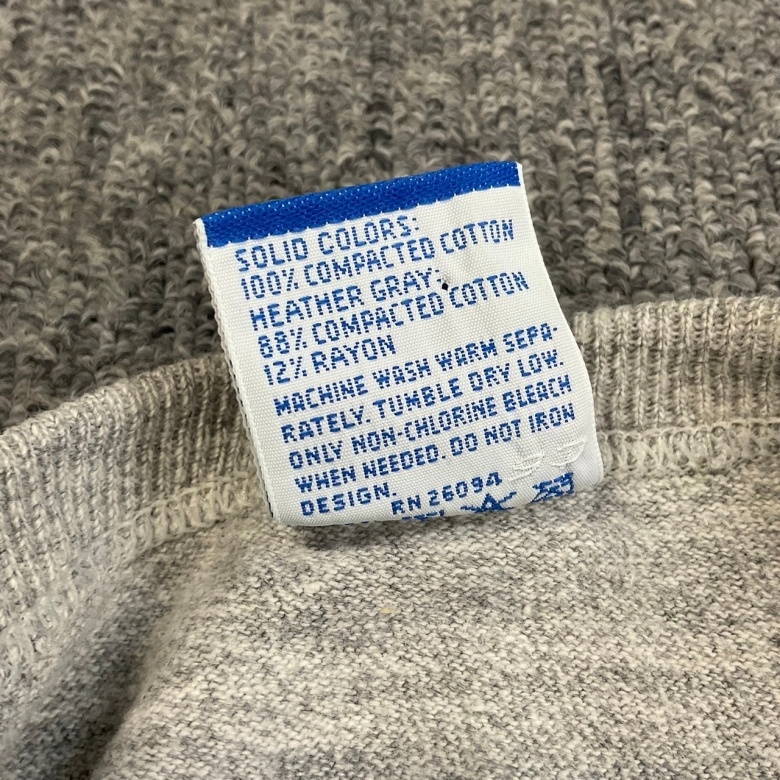 SOLID COLORS:
100% COMPACTED COTTON
HEATHER GRAY:
88% COMPACTED COTTON
12% RAYON
MACHINE WASH WARM SEPA-
RATELY. TUMBLE DRY LOW.
ONLY NON-CHLORINE BLEACH
WHEN NEEDED. DO NOT IRON
DESIGN.
RN 26094